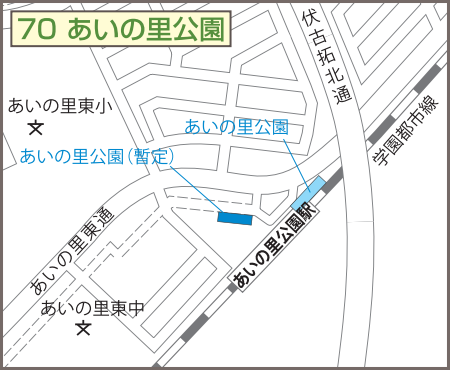 70 あいの里公園
伏古拓北通
あいの里東小
学園都市線
あいの里公園
あいの里公園(暫定)
あいの里東通
あいの里公園駅
あいの里東中